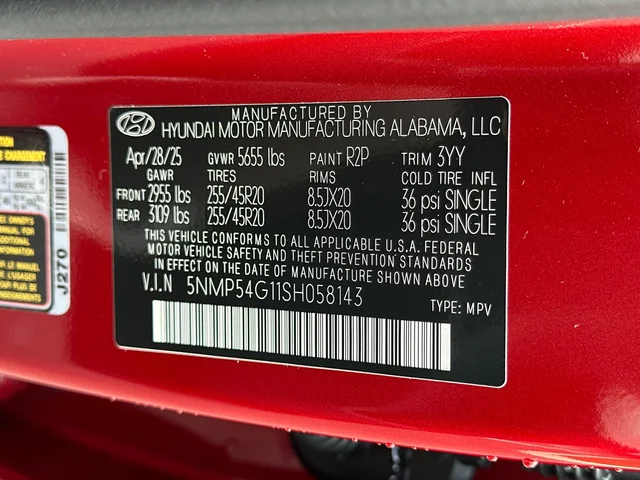 MANUFACTURED BY
HYUNDAI MOTOR MANUFACTURING ALABAMA, LLC
Apr/28/25 GVWR 5655 lbs PAINT R2P TRIM 3YY
GAWR TIRES RIMS COLD TIRE INFL
FRONT 2955 lbs 255/45R20 8.5JX20 36 psi SINGLE
REAR 3109 lbs 255/45R20 8.5JX20 36 psi SINGLE
THIS VEHICLE CONFORMS TO ALL APPLICABLE U.S.A. FEDERAL
MOTOR VEHICLE SAFETY AND THEFT PREVENTION STANDARDS
IN EFFECT ON THE DATE OF MANUFACTURE SHOWN ABOVE
V.I.N 5NMP54G11SH058143
TYPE: MPV
J270